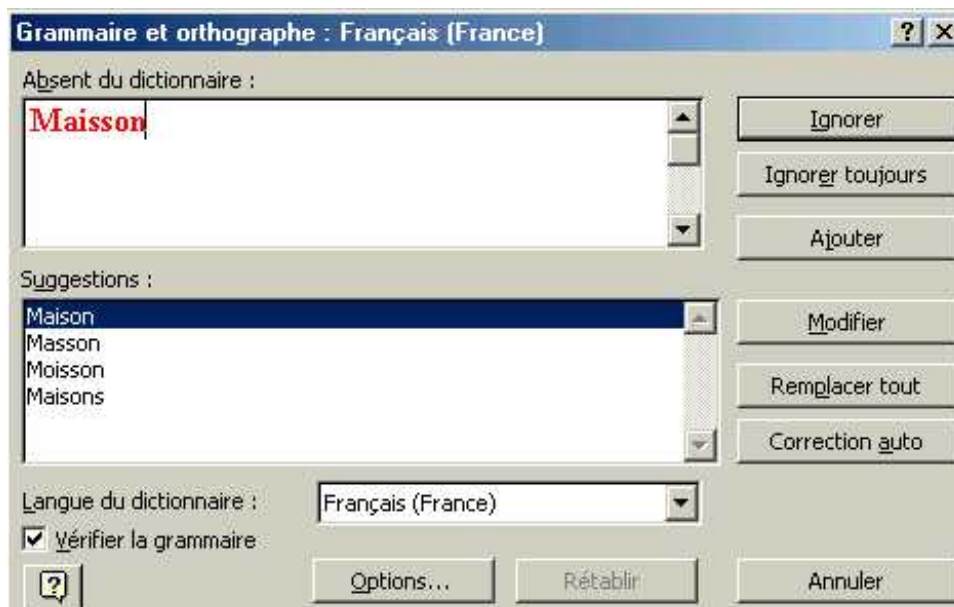 Grammaire et orthographe : Français (France)
Absent du dictionnaire :
Maisson
Ignorer
Ignorer toujours
Ajouter
Suggestions :
Maison
Masson
Moisson
Maisons
Modifier
Remplacer tout
Correction auto
Langue du dictionnaire :
Français (France)
Vérifier la grammaire
Options...
Rétablir
Annuler